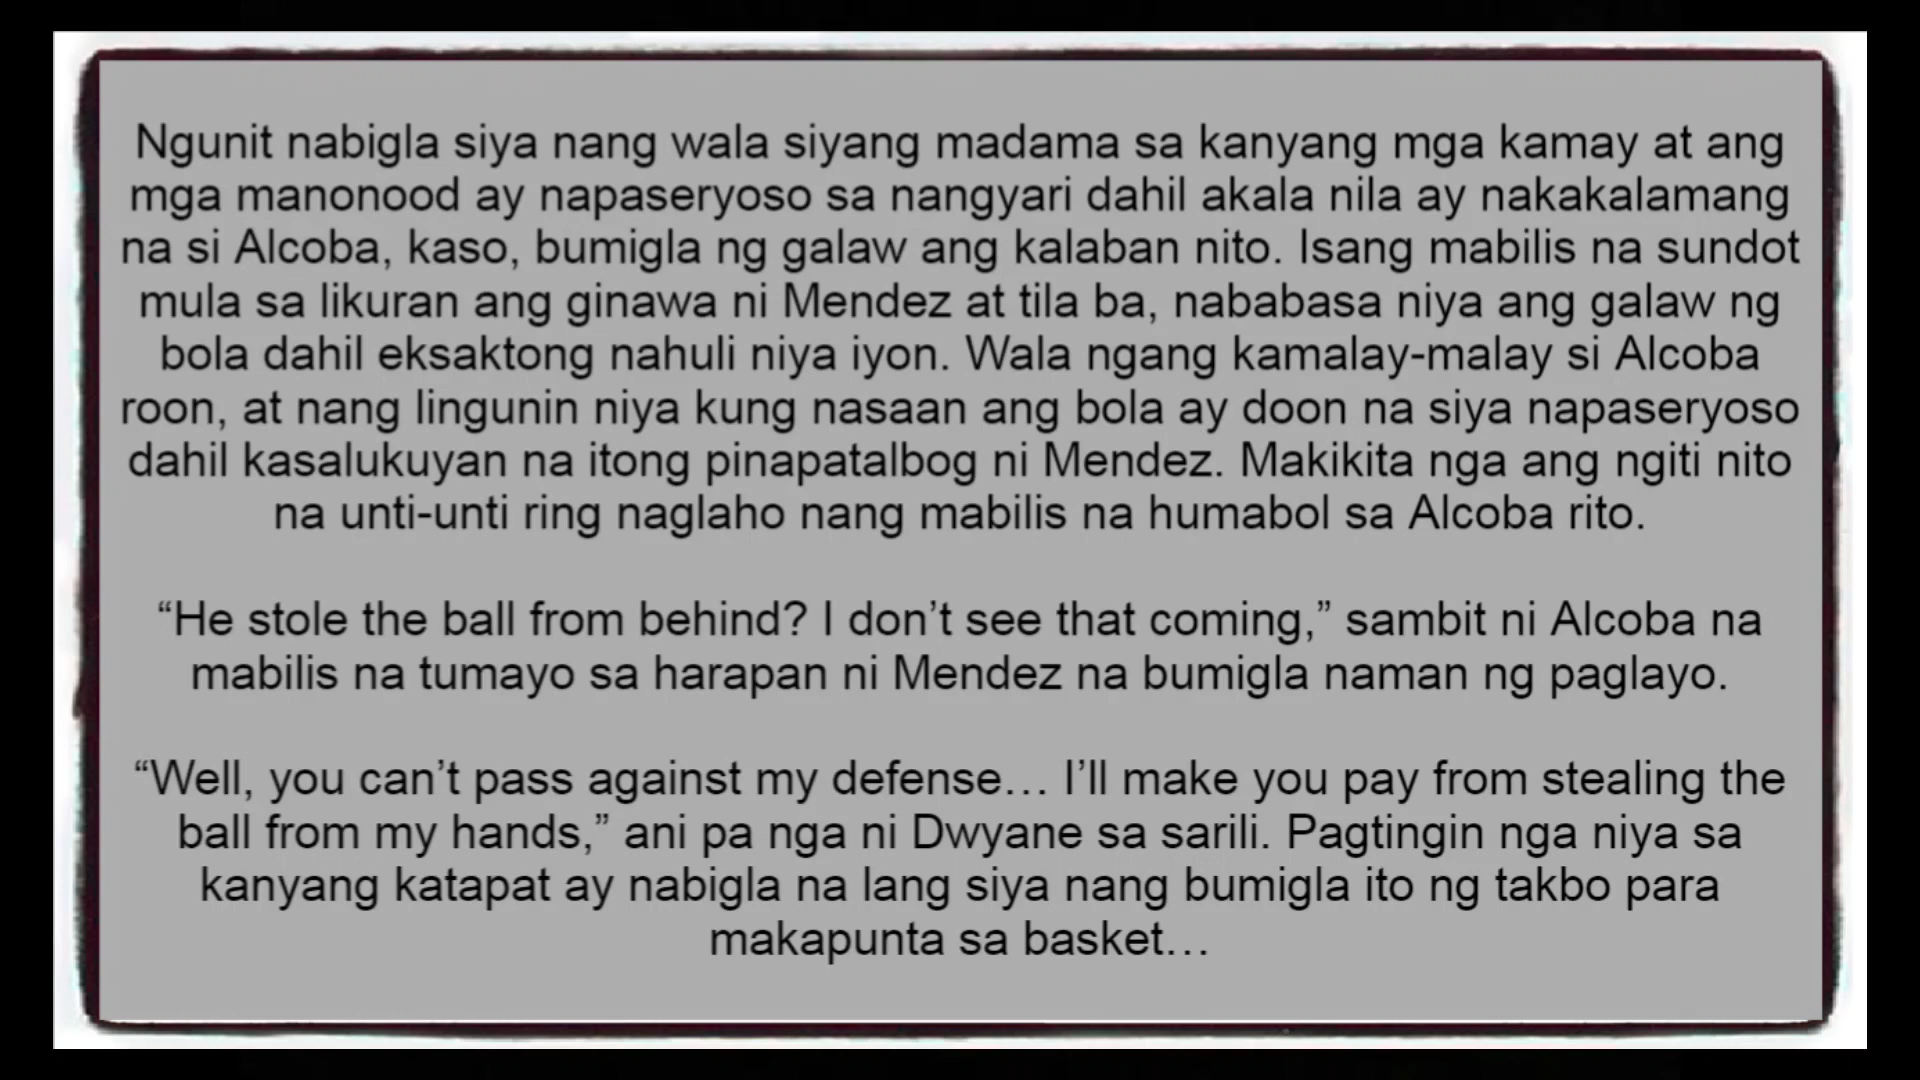 Ngunit nabigla siya nang wala siyang madama sa kanyang mga kamay at ang
mga manonood ay napaseryoso sa nangyari dahil akala nila ay nakakalamang
na si Alcoba, kaso, bumigla ng galaw ang kalaban nito. Isang mabilis na sundot
mula sa likuran ang ginawa ni Mendez at tila ba, nababasa niya ang galaw ng
bola dahil eksaktong nahuli niya iyon. Wala ngang kamalay-malay si Alcoba
roon, at nang lingunin niya kung nasaan ang bola ay doon na siya napaseryoso
dahil kasalukuyan na itong pinapatalbog ni Mendez. Makikita nga ang ngiti nito
na unti-unti ring naglaho nang mabilis na humabol sa Alcoba rito.
“He stole the ball from behind? I don’t see that coming,” sambit ni Alcoba na
mabilis na tumayo sa harapan ni Mendez na bumigla naman ng paglayo.
“Well, you can’t pass against my defense… I’ll make you pay from stealing the
ball from my hands,” ani pa nga ni Dwyane sa sarili. Pagtingin nga niya sa
kanyang katapat ay nabigla na lang siya nang bumigla ito ng takbo para
makapunta sa basket…